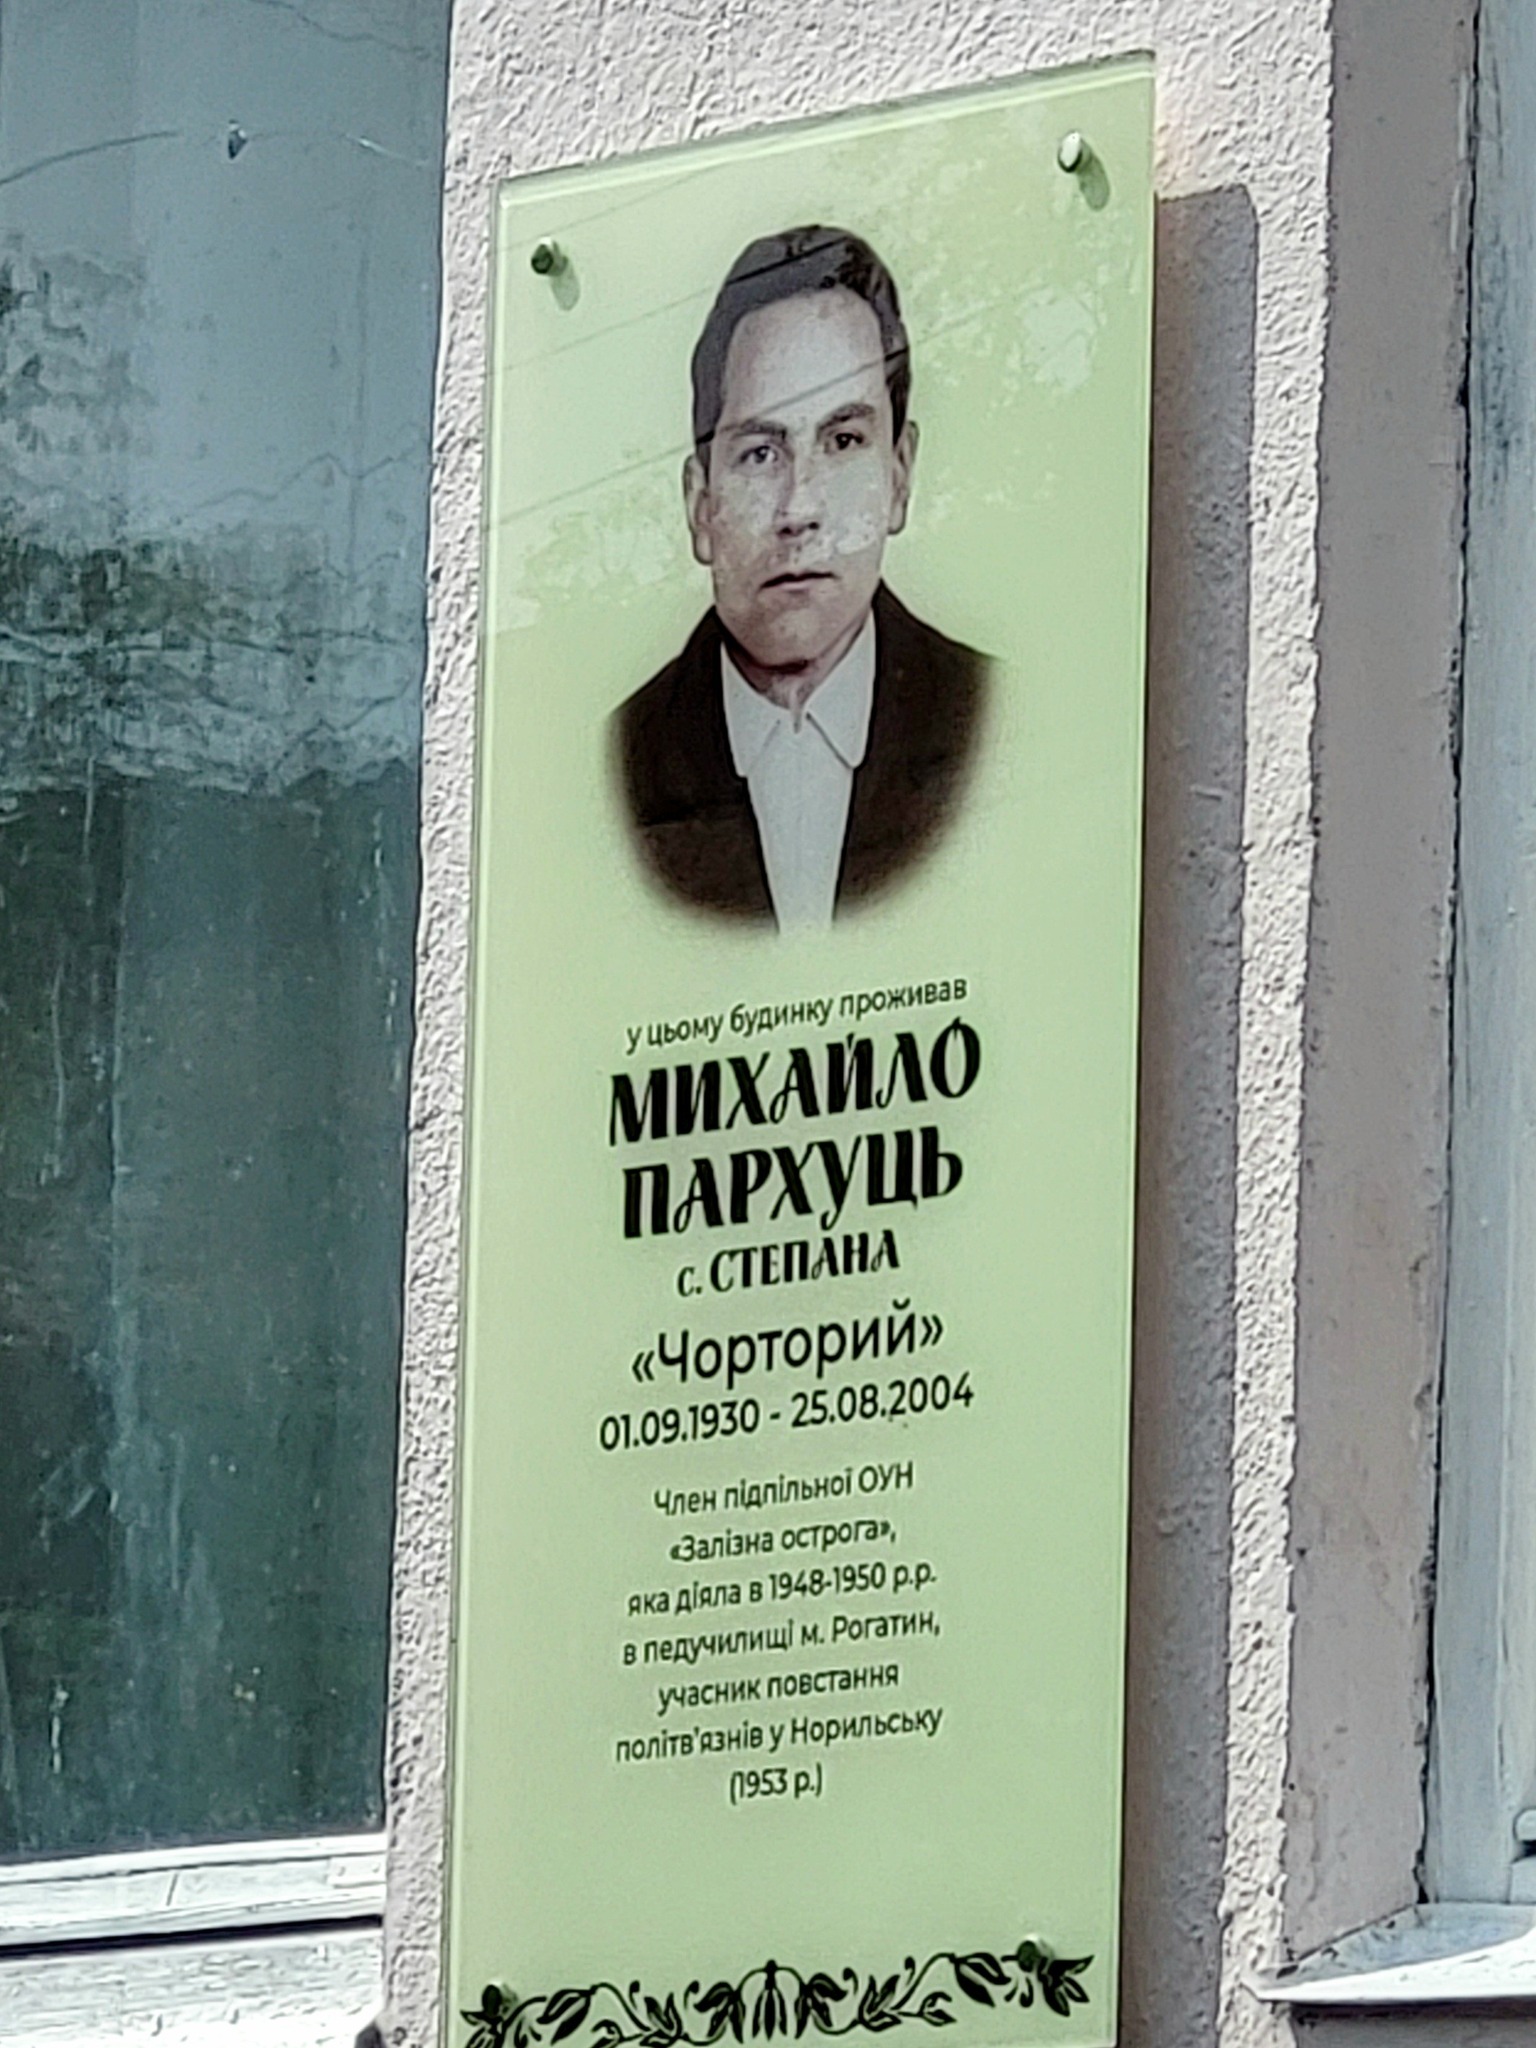 у цьому будинку проживав
МИХАЙЛО
ПАРХУЦЬ
с. СТЕПАНА
«Чорторий»
01.09.1930 - 25.08.2004
Член підпільної ОУН
«Залізна острога»,
яка діяла в 1948-1950 р.р.
в педучилищі м. Рогатин,
учасник повстання
політв'язнів у Норильську
(1953 р.)